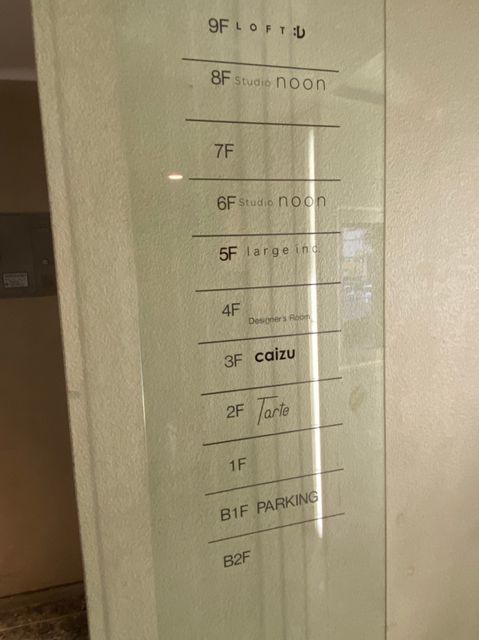 9F LOFT:D
8F Studio noon
7F
6F Studio noon
5F large inc.
4F Designer's Room
3F caizu
2F Tarte
1F
B1F PARKING
B2F